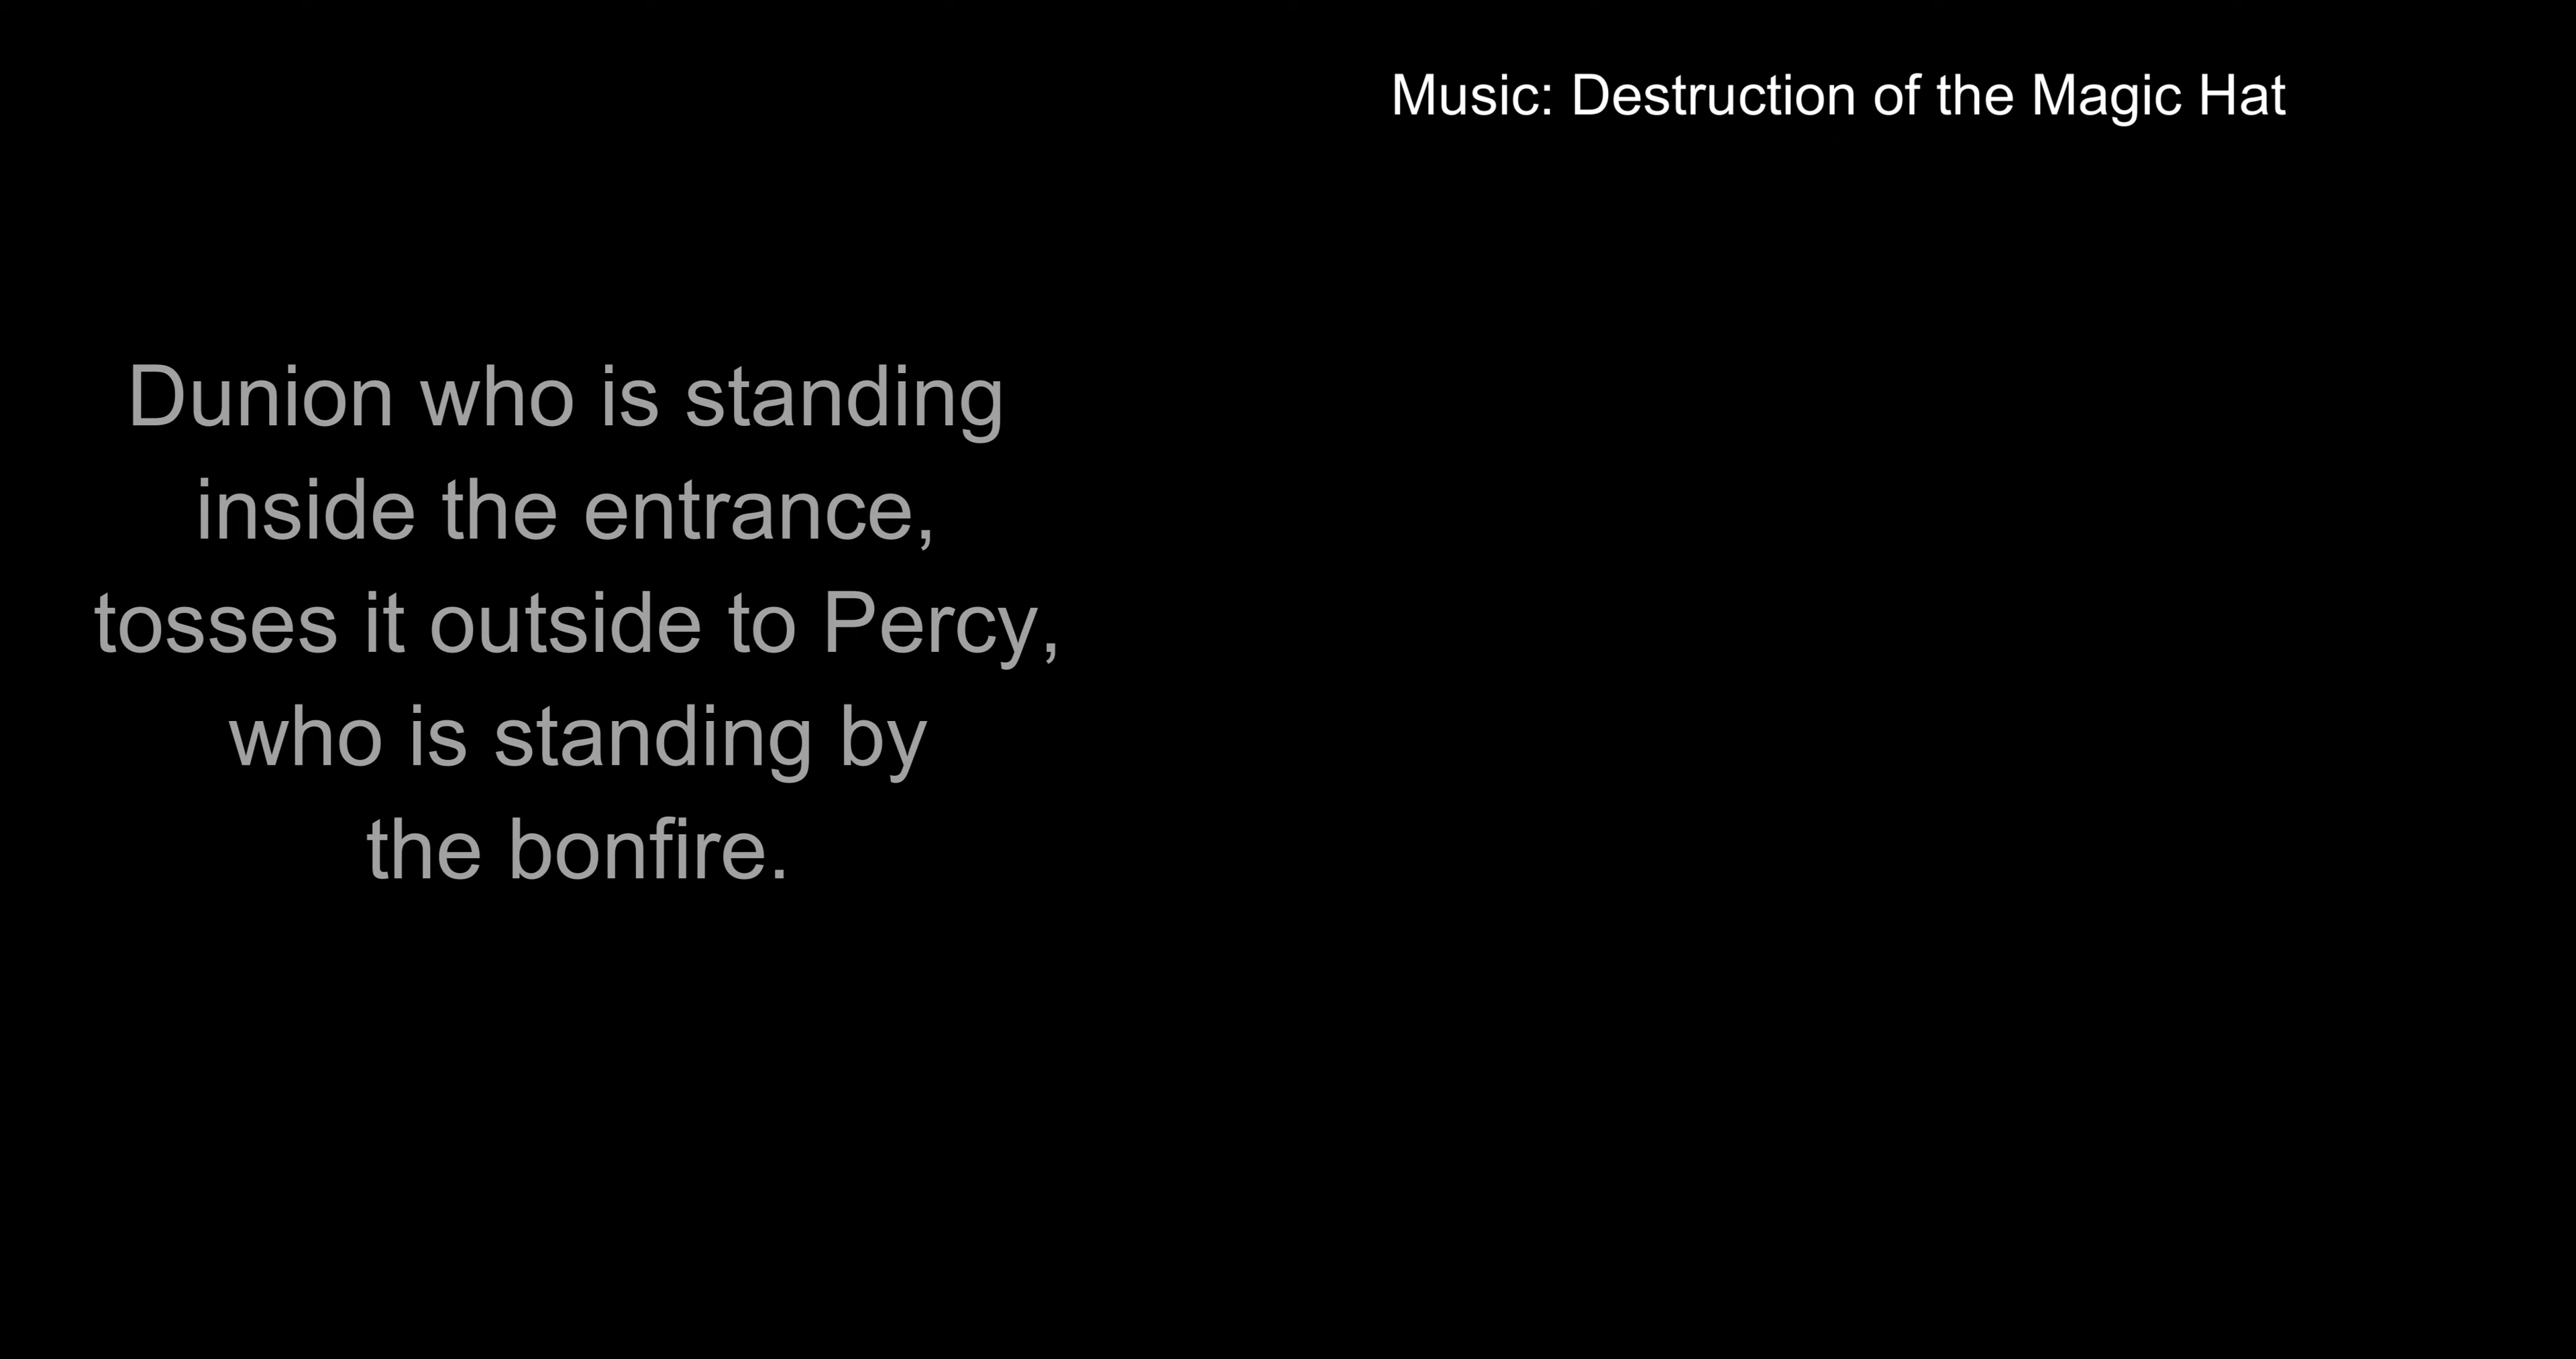 Music: Destruction of the Magic Hat
Dunion who is standing
inside the entrance,
tosses it outside to Percy,
who is standing by
the bonfire.